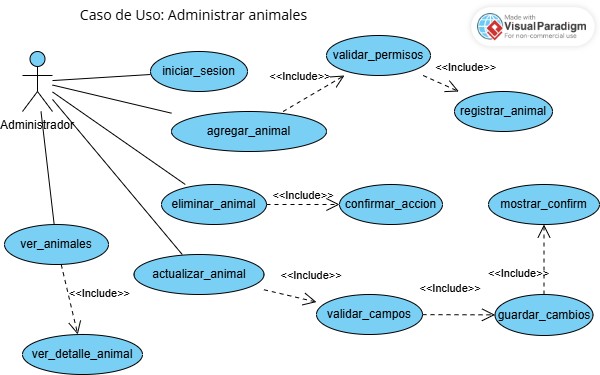 Caso de Uso: Administrar animales
Made with
Visual Paradigm
For non-commercial use
iniciar_sesion
validar_permisos
<<Include>>
<<Include>>
registrar_animal
Administrador
agregar_animal
eliminar_animal
<<Include>>
confirmar_accion
mostrar_confirm
ver_animales
actualizar_animal
<<Include>>
<<Include>>
<<Include>>
validar_campos
<<Include>>
guardar_cambios
ver_detalle_animal